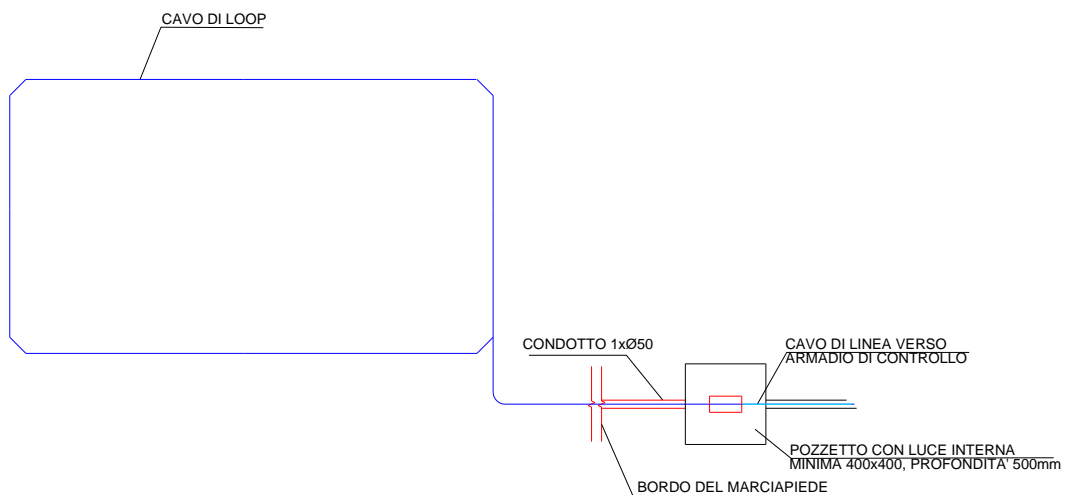 CAVO DI LOOP
CONDOTTO 1xØ50
CAVO DI LINEA VERSO
ARMADIO DI CONTROLLO
POZZETTO CON LUCE INTERNA
MINIMA 400x400, PROFONDITA' 500mm
BORDO DEL MARCIAPIEDE